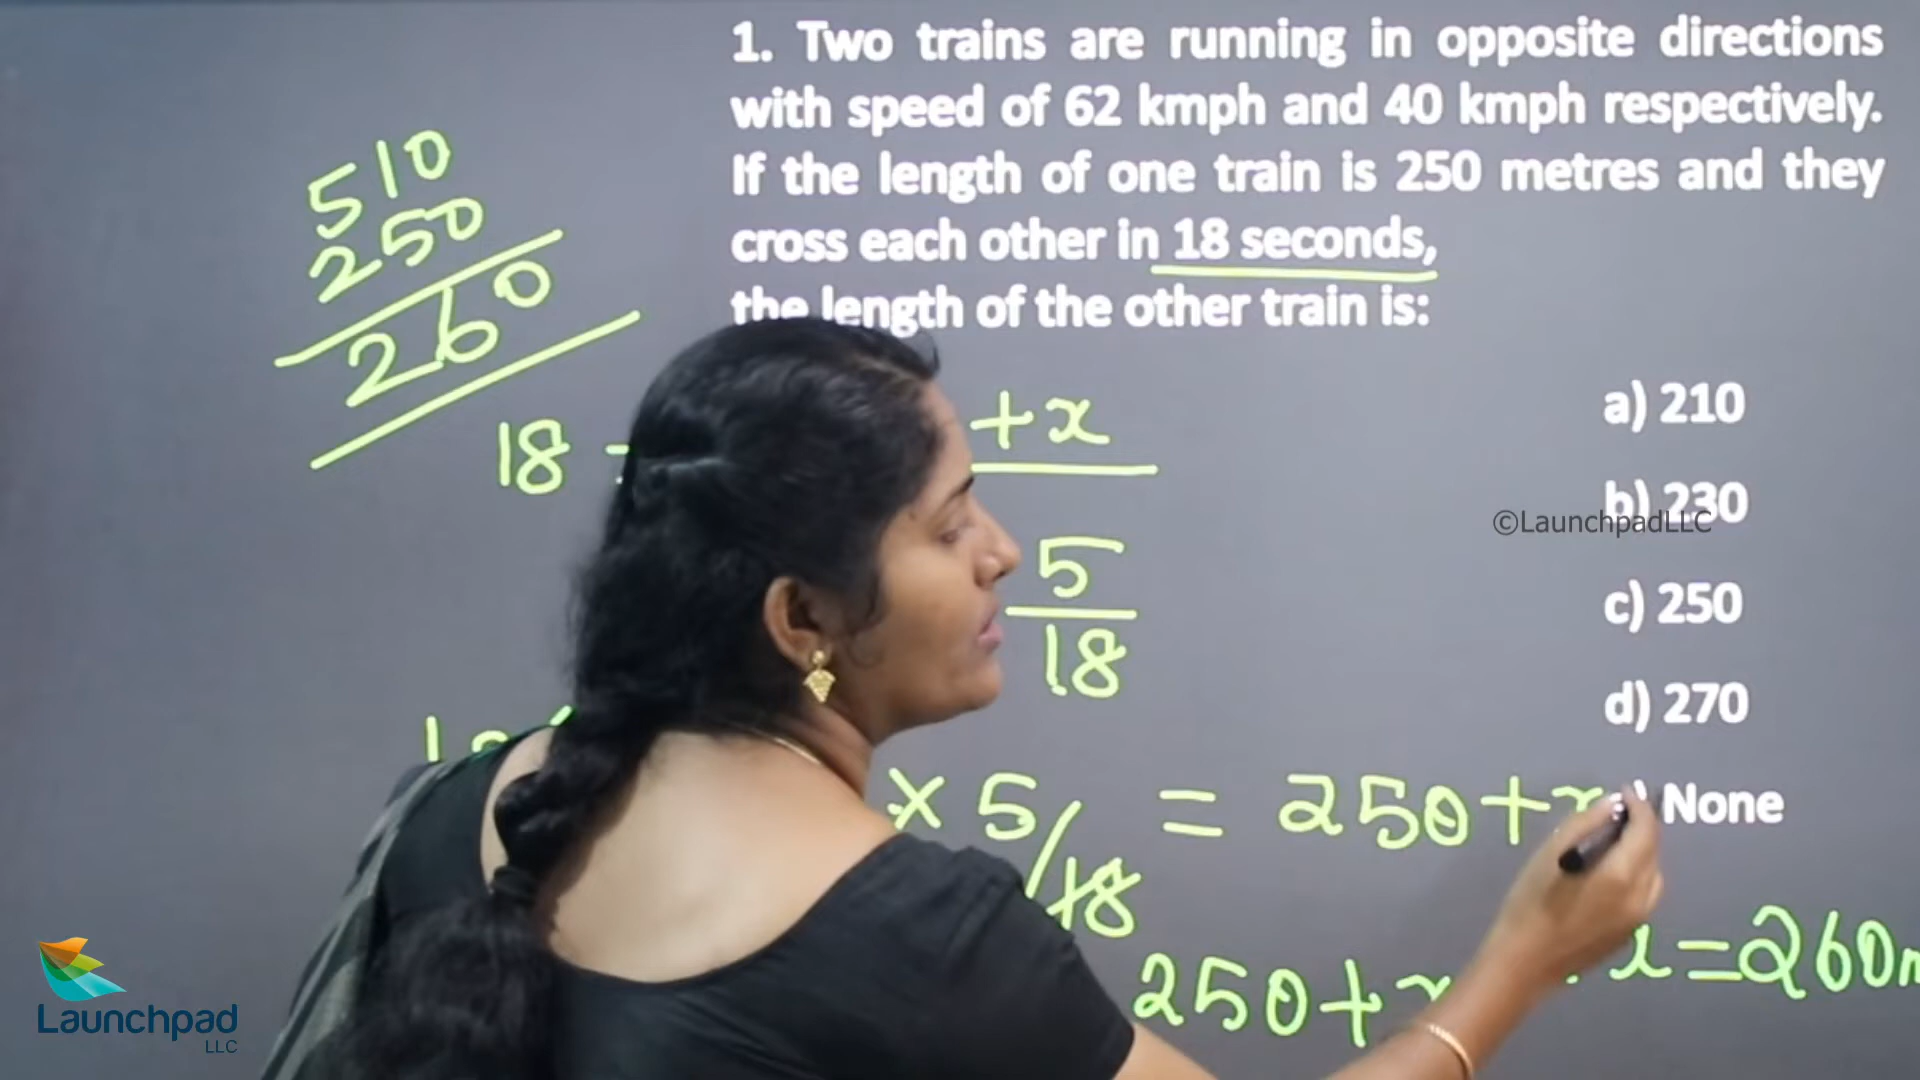 1. Two trains are running in opposite directions
with speed of 62 kmph and 40 kmph respectively.
If the length of one train is 250 metres and they
cross each other in 18 seconds,
the length of the other train is:
510
250
260
18
+x
5
18
a) 210
b) 230
©LaunchpadLLC
c) 250
d) 270
None
× 5/18 = 250+x
250+x
x=260m
Launchpad
LLC